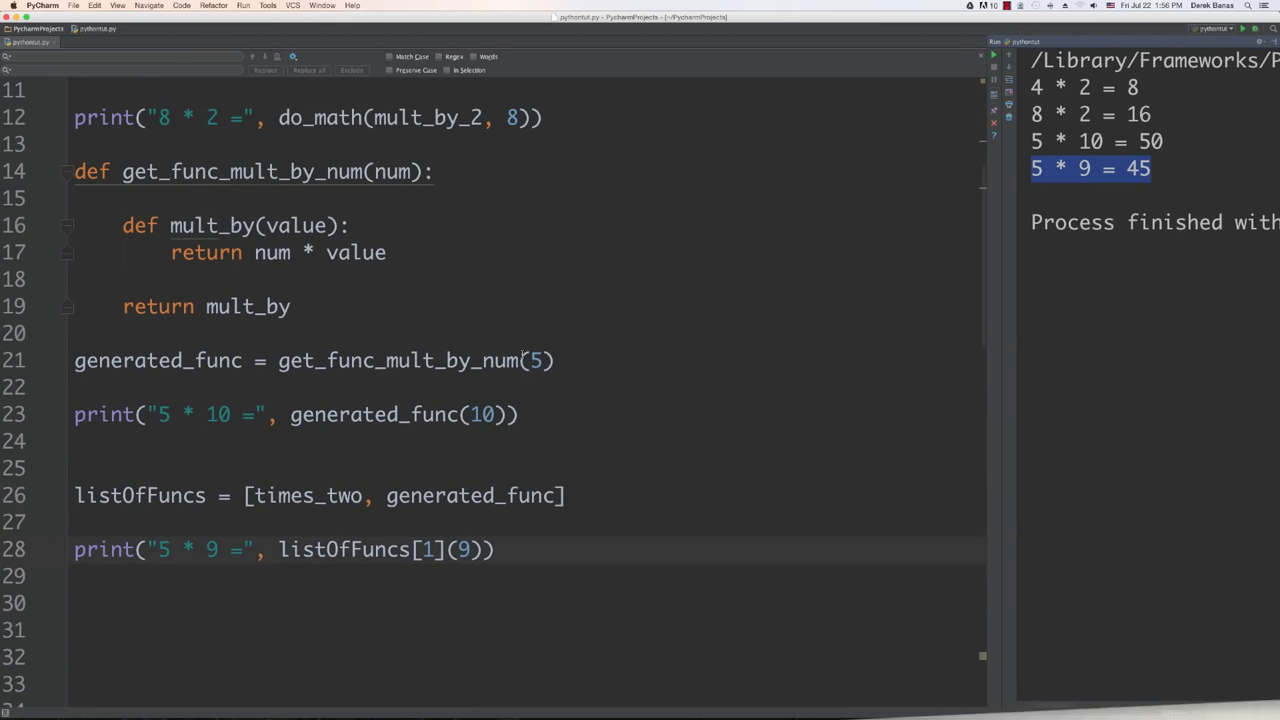 PyCharm File Edit View Navigate Code Refactor Run Tools VCS Window Help 10 Fri Jul 22 1:56 PM Derek Banas
pythontut.py - PyCharmProjects - [~/PycharmProjects]
PyCharmProjects pythontut.py pythontut
pythontut.py
Run pythontut
Match Case Regex Words
Replace Replace all Exclude Preserve Case In Selection
11
12 print("8 * 2 =", do_math(mult_by_2, 8))
13
14 def get_func_mult_by_num(num):
15
16 def mult_by(value):
17 return num * value
18
19 return mult_by
20
21 generated_func = get_func_mult_by_num(5)
22
23 print("5 * 10 =", generated_func(10))
24
25
26 listOfFuncs = [times_two, generated_func]
27
28 print("5 * 9 =", listOfFuncs[1](9))
29
30
31
32
33
/Library/Frameworks/P
4 * 2 = 8
8 * 2 = 16
5 * 10 = 50
5 * 9 = 45
Process finished with